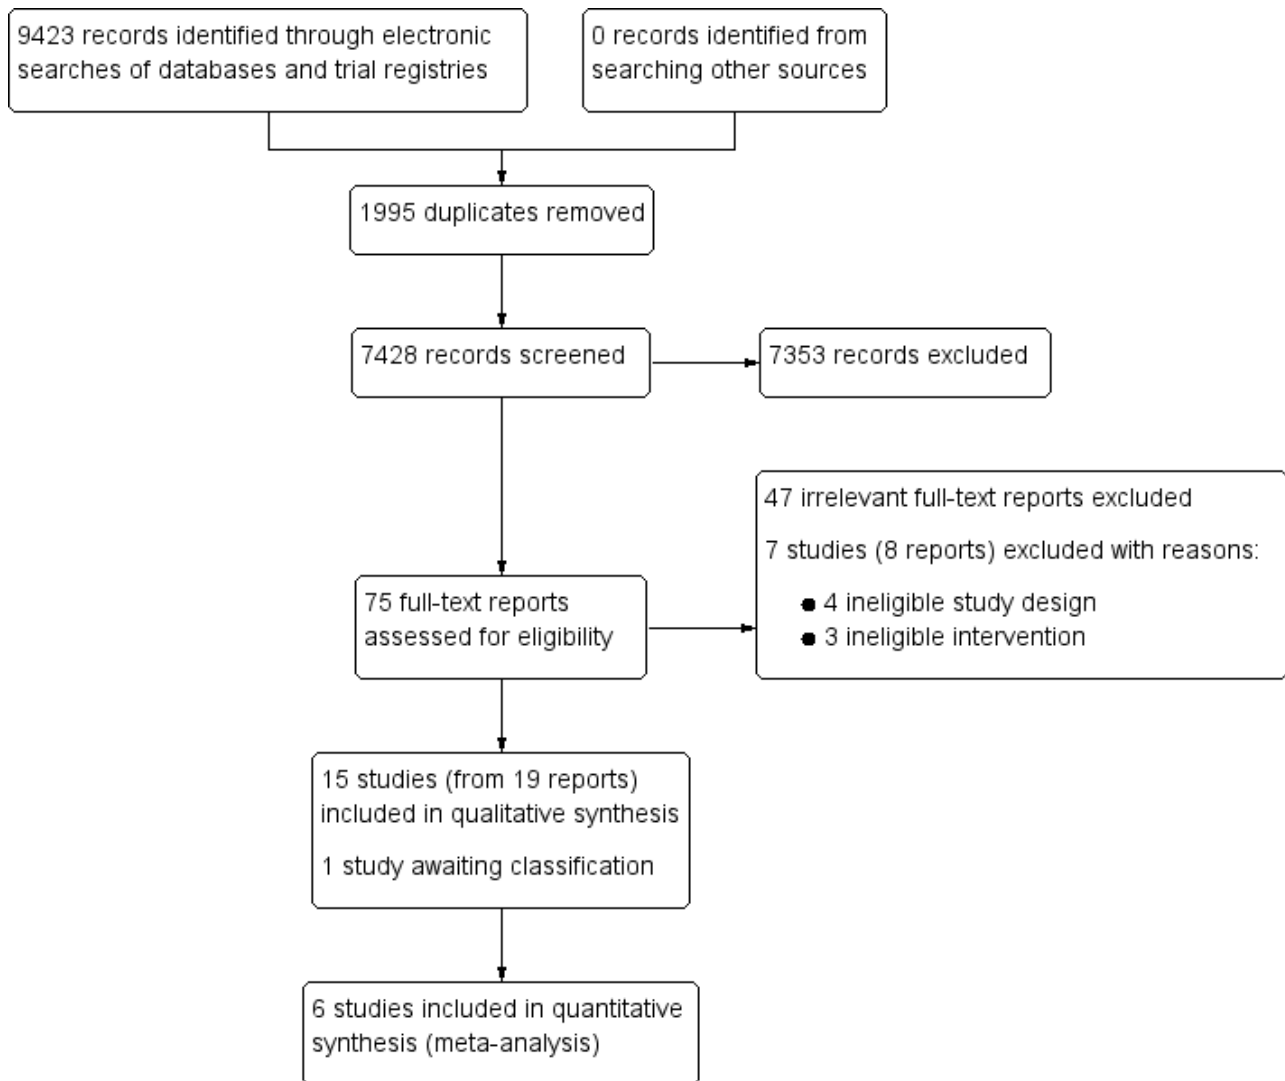 9423 records identified through electronic
searches of databases and trial registries
0 records identified from
searching other sources
1995 duplicates removed
7428 records screened
7353 records excluded
75 full-text reports
assessed for eligibility
47 irrelevant full-text reports excluded
7 studies (8 reports) excluded with reasons:
● 4 ineligible study design
● 3 ineligible intervention
15 studies (from 19 reports)
included in qualitative synthesis
1 study awaiting classification
6 studies included in quantitative
synthesis (meta-analysis)